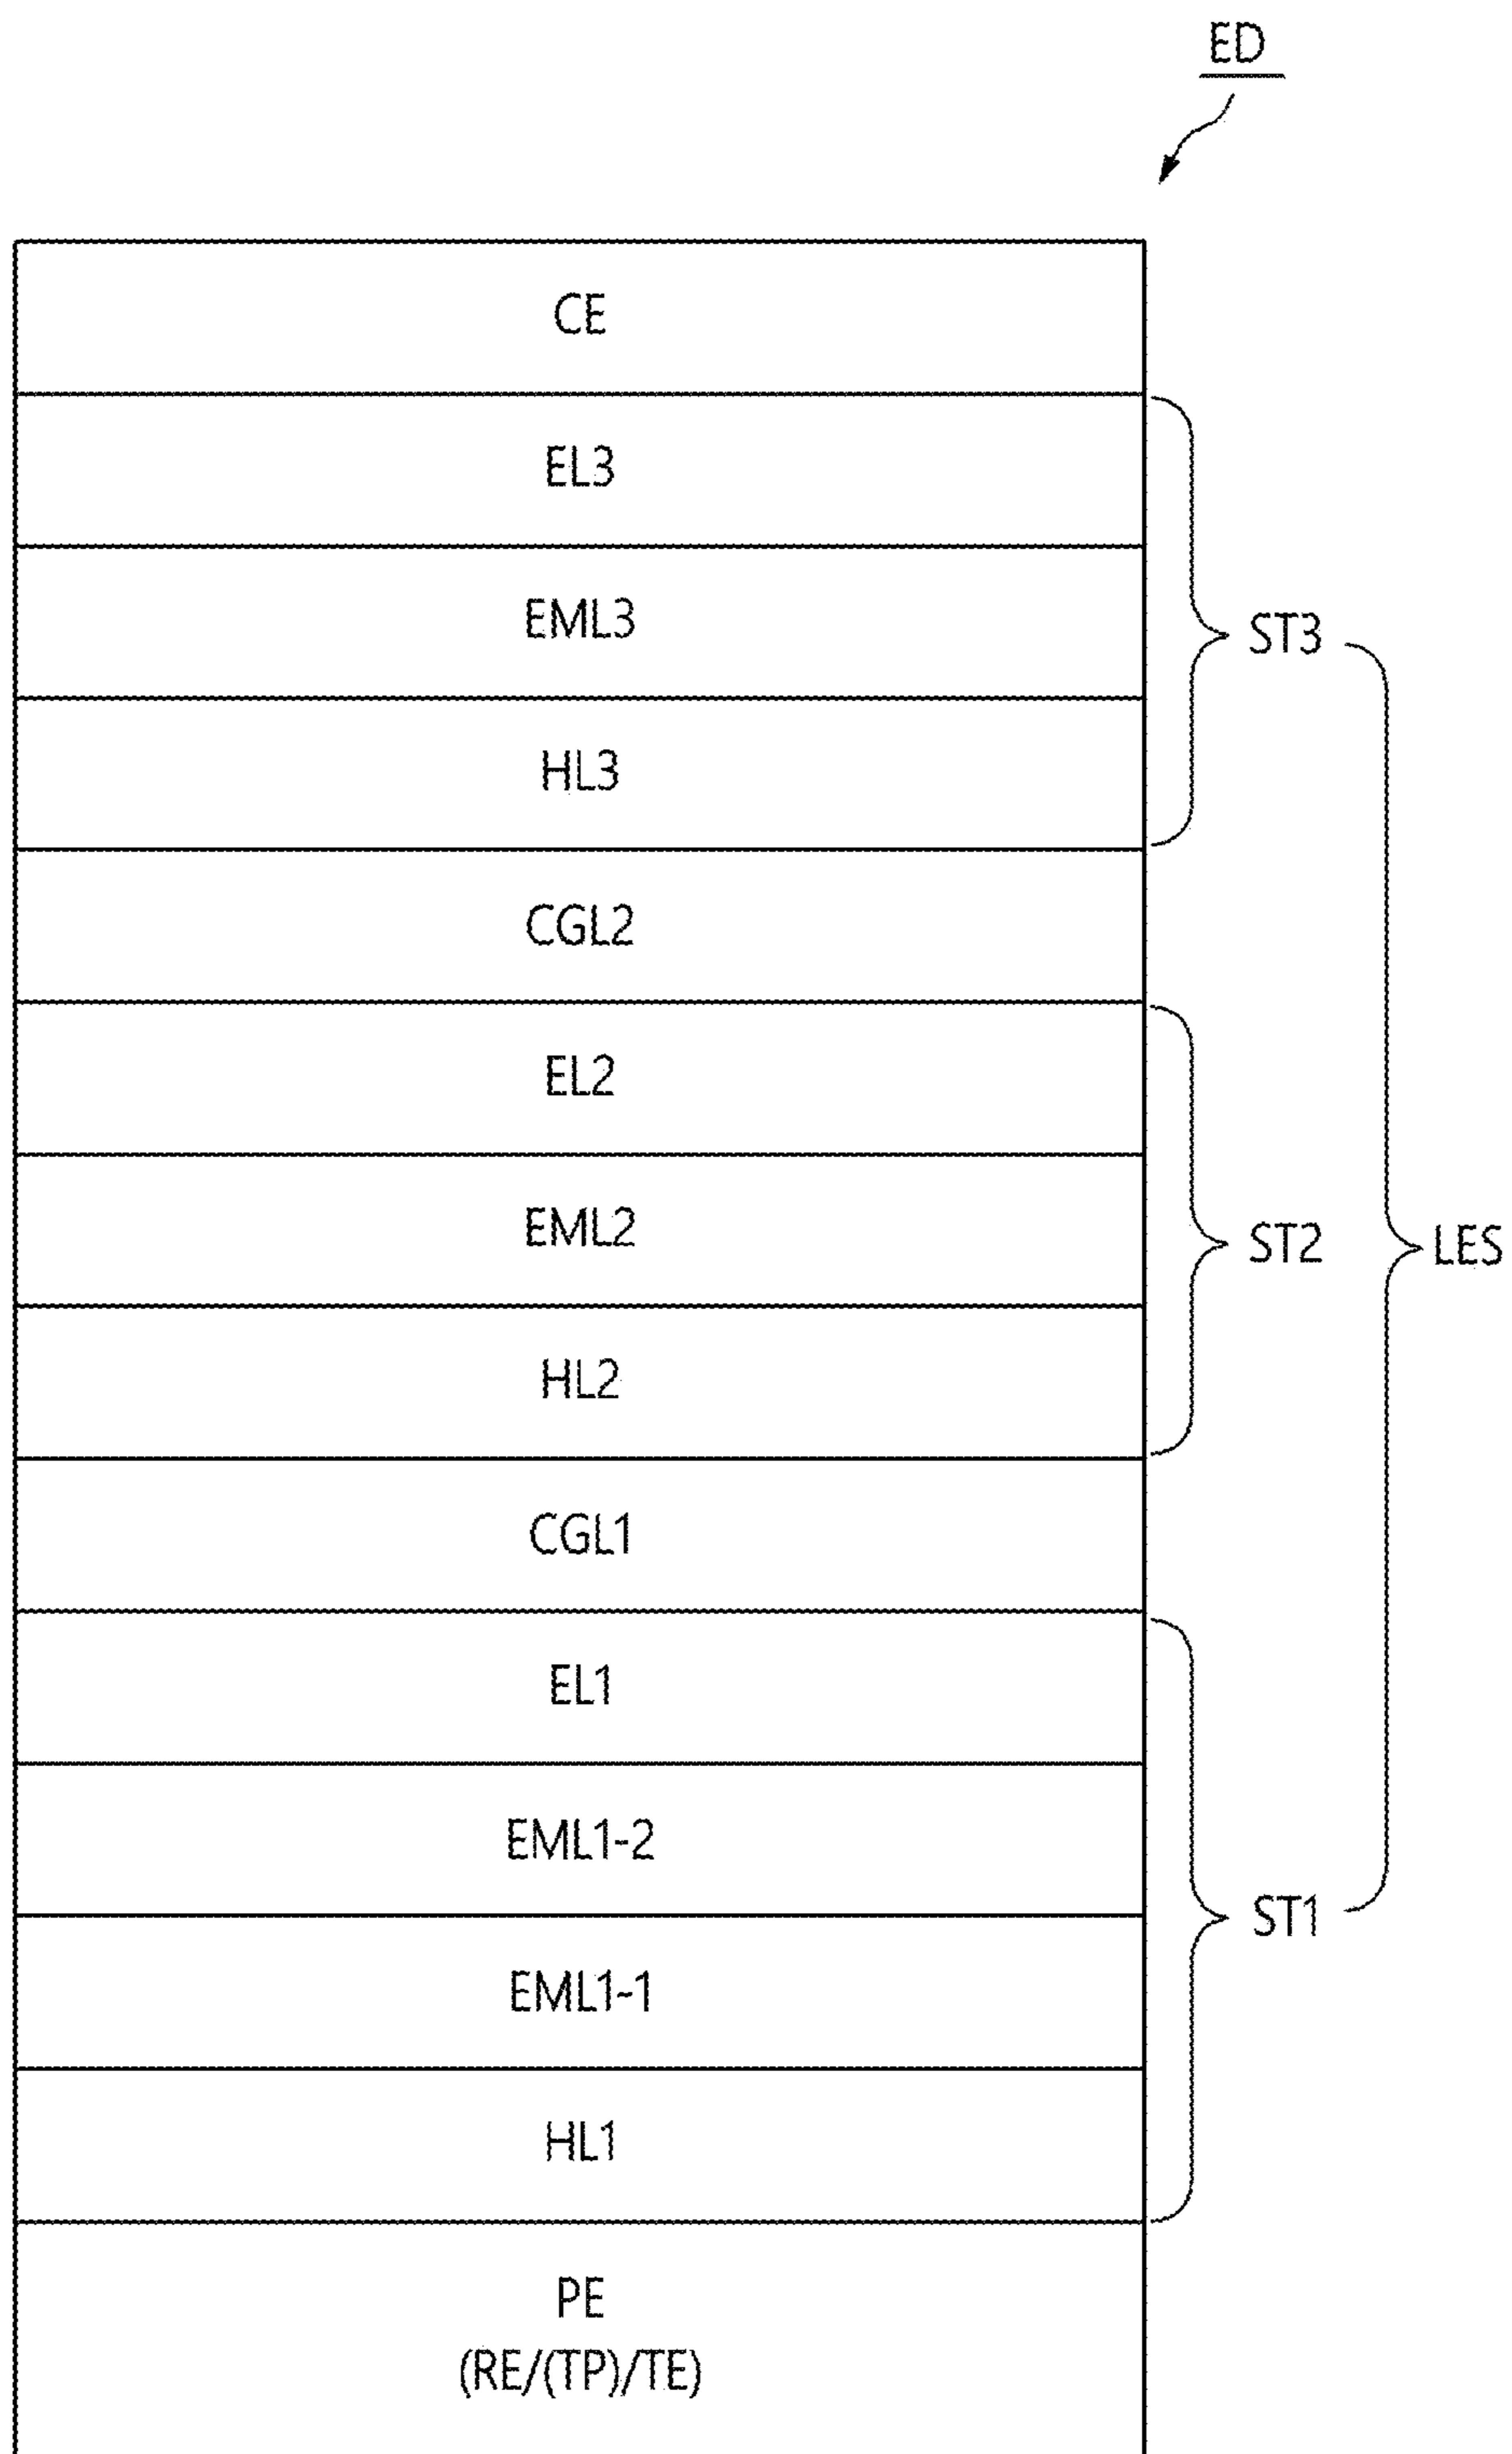 ED
CE
EL3
EML3
HL3
ST3
CGL2
EL2
EML2
HL2
ST2
LES
CGL1
EL1
EML1-2
EML1-1
HL1
ST1
PE
(RE/(TP)/TE)